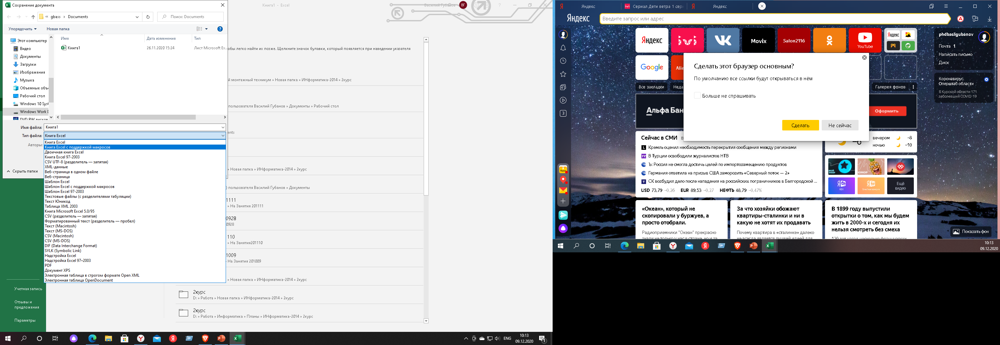 Сохранение документа
Книга1 - Excel
Василий Губанов
ВГ
« gbass › Documents
Поиск: Documents
Упорядочить
Новая папка
Имя
Дата изменения
Тип
Этот компьютер
Видео
Документы
Загрузки
Изображения
Музыка
Объемные объе
Рабочий стол
Windows 10 Syst
Windows Work D
DVD RW дисков
Книга1
26.11.2020 15:24
Лист Microsoft Ex...
Имя файла: Книга1
Тип файла: Книга Excel
Авторы:
Скрыть папки
Книга Excel
Книга Excel с поддержкой макросов
Двоичная книга Excel
Книга Excel 97-2003
CSV UTF-8 (разделитель — запятая)
XML-данные
Веб-страница в одном файле
Веб-страница
Шаблон Excel
Шаблон Excel с поддержкой макросов
Шаблон Excel 97-2003
Текстовые файлы (с разделителями табуляции)
Текст Юникод
Таблица XML 2003
Книга Microsoft Excel 5.0/95
CSV (разделитель — запятая)
Форматированный текст (разделитель — пробел)
Текст (Macintosh)
Текст (MS-DOS)
CSV (Macintosh)
CSV (MS-DOS)
DIF (Data Interchange Format)
SYLK (Symbolic Link)
Надстройка Excel
Надстройка Excel 97–2003
PDF
Документ XPS
Электронная таблица в строгом формате Open XML
Электронная таблица OpenDocument
Учетная запись
Отзывы и
предложения
Параметры
обы легко найти их позже. Щелкните значок булавки, который появляется при наведении указателя
й монтажный техникум » Новая папка » ИНформатика-2014 » 2курс
пользователя Василий Губанов » Документы » Рабочий стол
ents
» Новая папка » ИНформатика-2014 » 2курс
) пользователя Василий Губанов » Документы
1111
» На Занятия 201111
0928
0928
110
» На Занятия201110
1009
» На Занятия 201009
» Новая папка » ИНформатика-2014 » 2курс
2курс
D: » Работа » Новая папка » ИНформатика-2014 » 2курс
2курс
D: » Работа » Информатика » Планы » ИНформатика-2014 » 2курс
ENG
10:13
09.12.2020
1
Яндекс
Сериал Дети ветра 1 сери
Яндекс
Яндекс
Введите запрос или адрес
Яндекс
ivi
Movix
Salon2116
YouTube
Яндекс
Google
Alie
Все закладки
Неда
Галерея фонов
phdbasilgubanov
Почта 1
Написать письмо
Диск
Коронавирус.
Оперштаб области
В Курской области 171
заболевший COVID-19
Сделать этот браузер основным?
По умолчанию все ссылки будут открываться в нём
Больше не спрашивать
Сделать
Не сейчас
Альфа Бан
Оформить
3
Сейчас в СМИ
Кремль оценил необходимость перекрытия сообщения между регионами
В Турции освободили журналистов НТВ
Ъ: Россия не смогла достичь целей по импортозамещению продуктов
Германия ответила на призыв США заморозить «Северный поток — 2»
СК возбудил дело после нападения на российских пограничников в Белгородской ...
USD 73,79 −0,26 EUR 89,53 −0,27 НЕФТЬ 48,79 −0,47%
вечером −8
ночью −10
Ещё
видео
«Океан», который не
скопировали у буржуев, а
просто отобрали.
Радиоприемники "Океан" прекрасно
За что хозяйки обожают
квартиры-сталинки и ни в
какую не хотят их продавать
Почему квартира в «сталинке» далеко
В 1899 году выпустили
открытки о том, как мы будем
жить в 2000-х и сегодня их
нельзя смотреть без смеха
Показать фон
10:13
09.12.2020